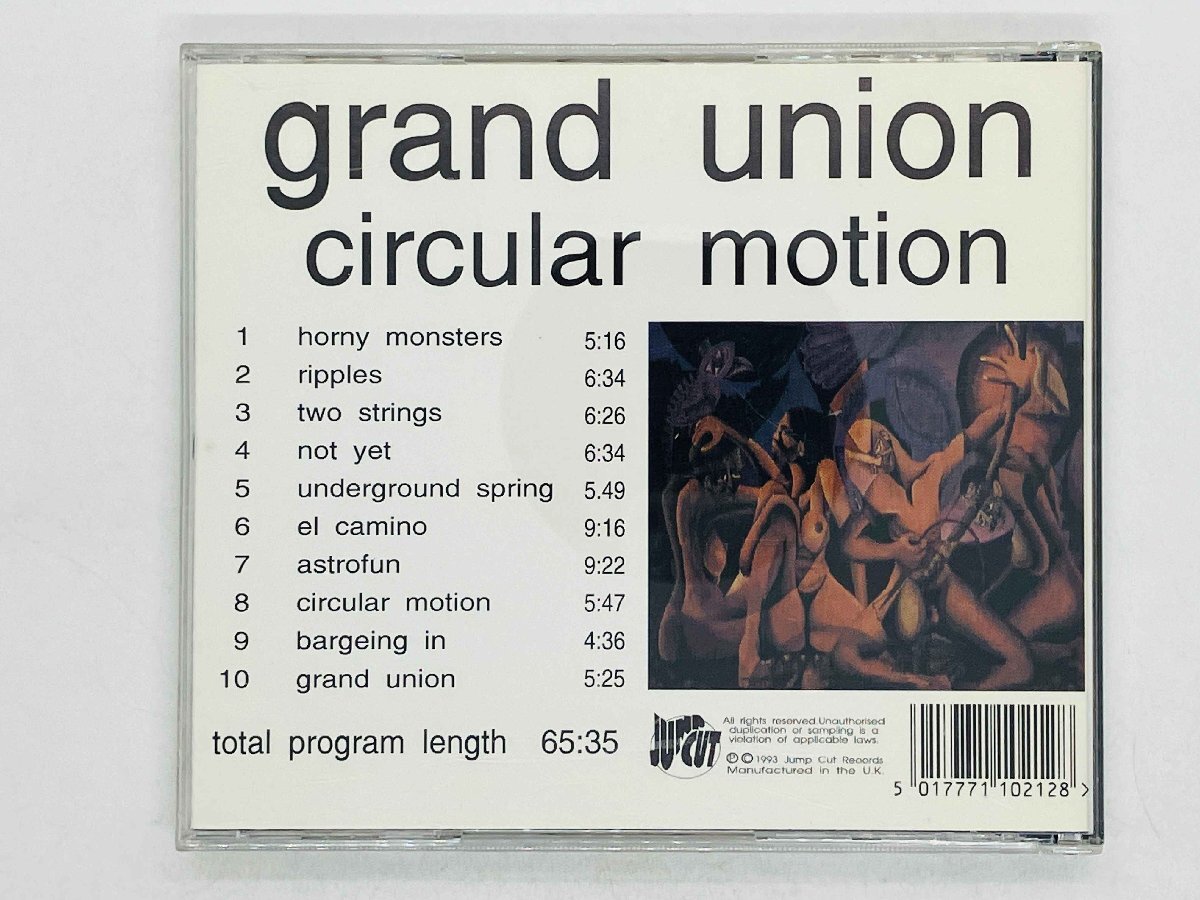 grand union
circular motion
1 horny monsters 5:16
2 ripples 6:34
3 two strings 6:26
4 not yet 6:34
5 underground spring 5.49
6 el camino 9:16
7 astrofun 9:22
8 circular motion 5:47
9 bargeing in 4:36
10 grand union 5:25
total program length 65:35
JUMP CUT
All rights reserved.Unauthorised
duplication or sampling is a
violation of applicable laws.
℗ © 1993 Jump Cut Records
Manufactured in the U.K.
5 017771 102128 >